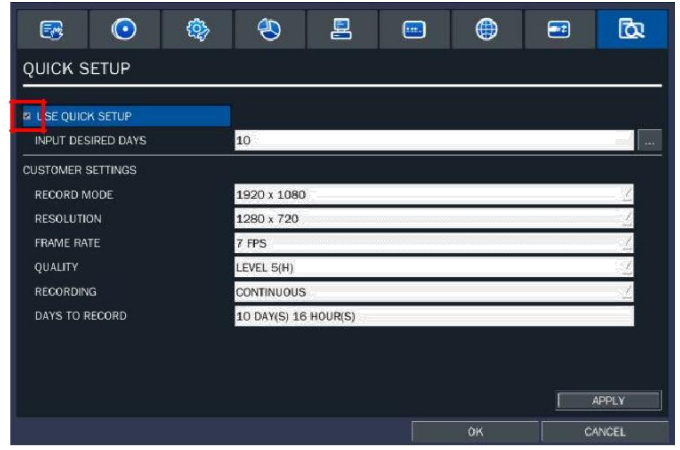 QUICK SETUP
USE QUICK SETUP
INPUT DESIRED DAYS 10 ...
CUSTOMER SETTINGS
RECORD MODE 1920 x 1080
RESOLUTION 1280 x 720
FRAME RATE 7 FPS
QUALITY LEVEL 5(H)
RECORDING CONTINUOUS
DAYS TO RECORD 10 DAY(S) 16 HOUR(S)
APPLY
OK CANCEL